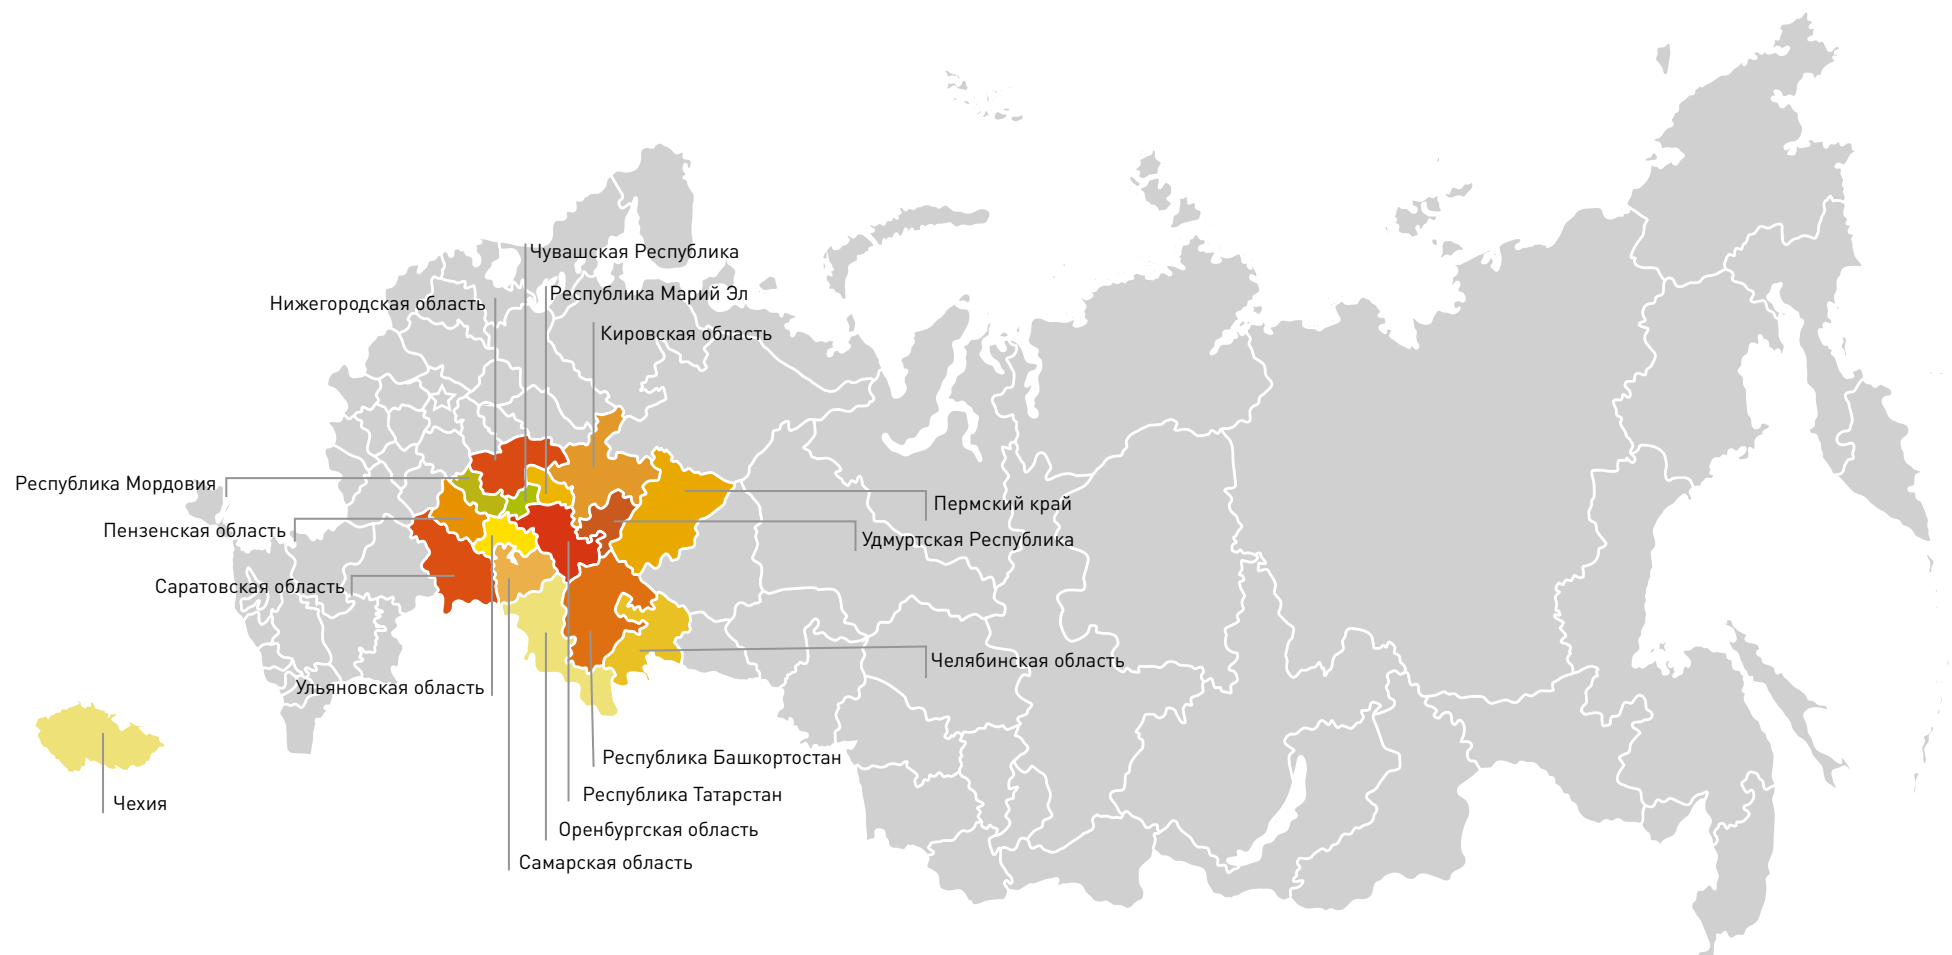 Чувашская Республика
Республика Марий Эл
Нижегородская область
Кировская область
Республика Мордовия
Пермский край
Пензенская область
Удмуртская Республика
Саратовская область
Челябинская область
Ульяновская область
Республика Башкортостан
Республика Татарстан
Чехия
Оренбургская область
Самарская область